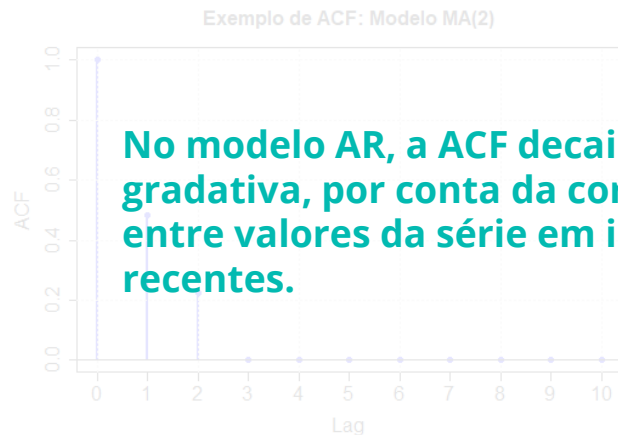 Exemplo de ACF: Modelo MA(2)
1.0
0.8
0.6
0.4
0.2
0.0
ACF
No modelo AR, a ACF decai
gradativa, por conta da
entre valores da série em
recentes.
0 1 2 3 4 5 6 7 8 9 10
Lag